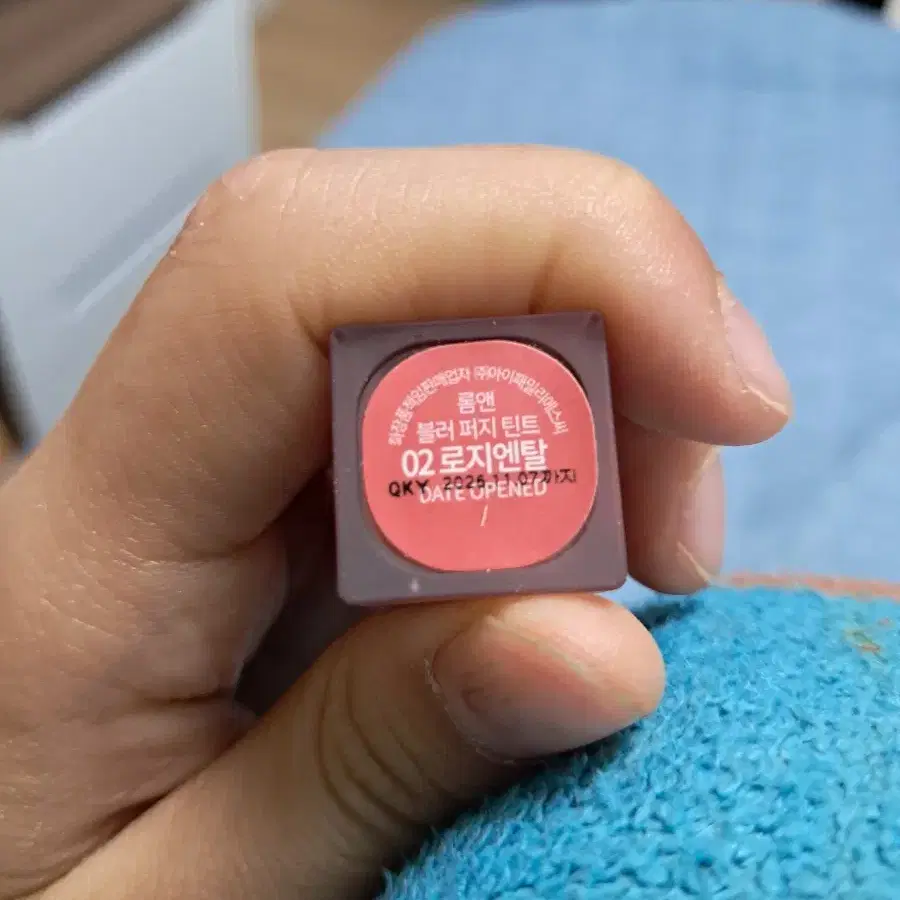 화장품책임판매업자 ㈜아이패밀리에스씨
롬앤
블러 퍼지 틴트
02 로지엔탈
QKY 2026.11.07까지
DATE OPENED
/